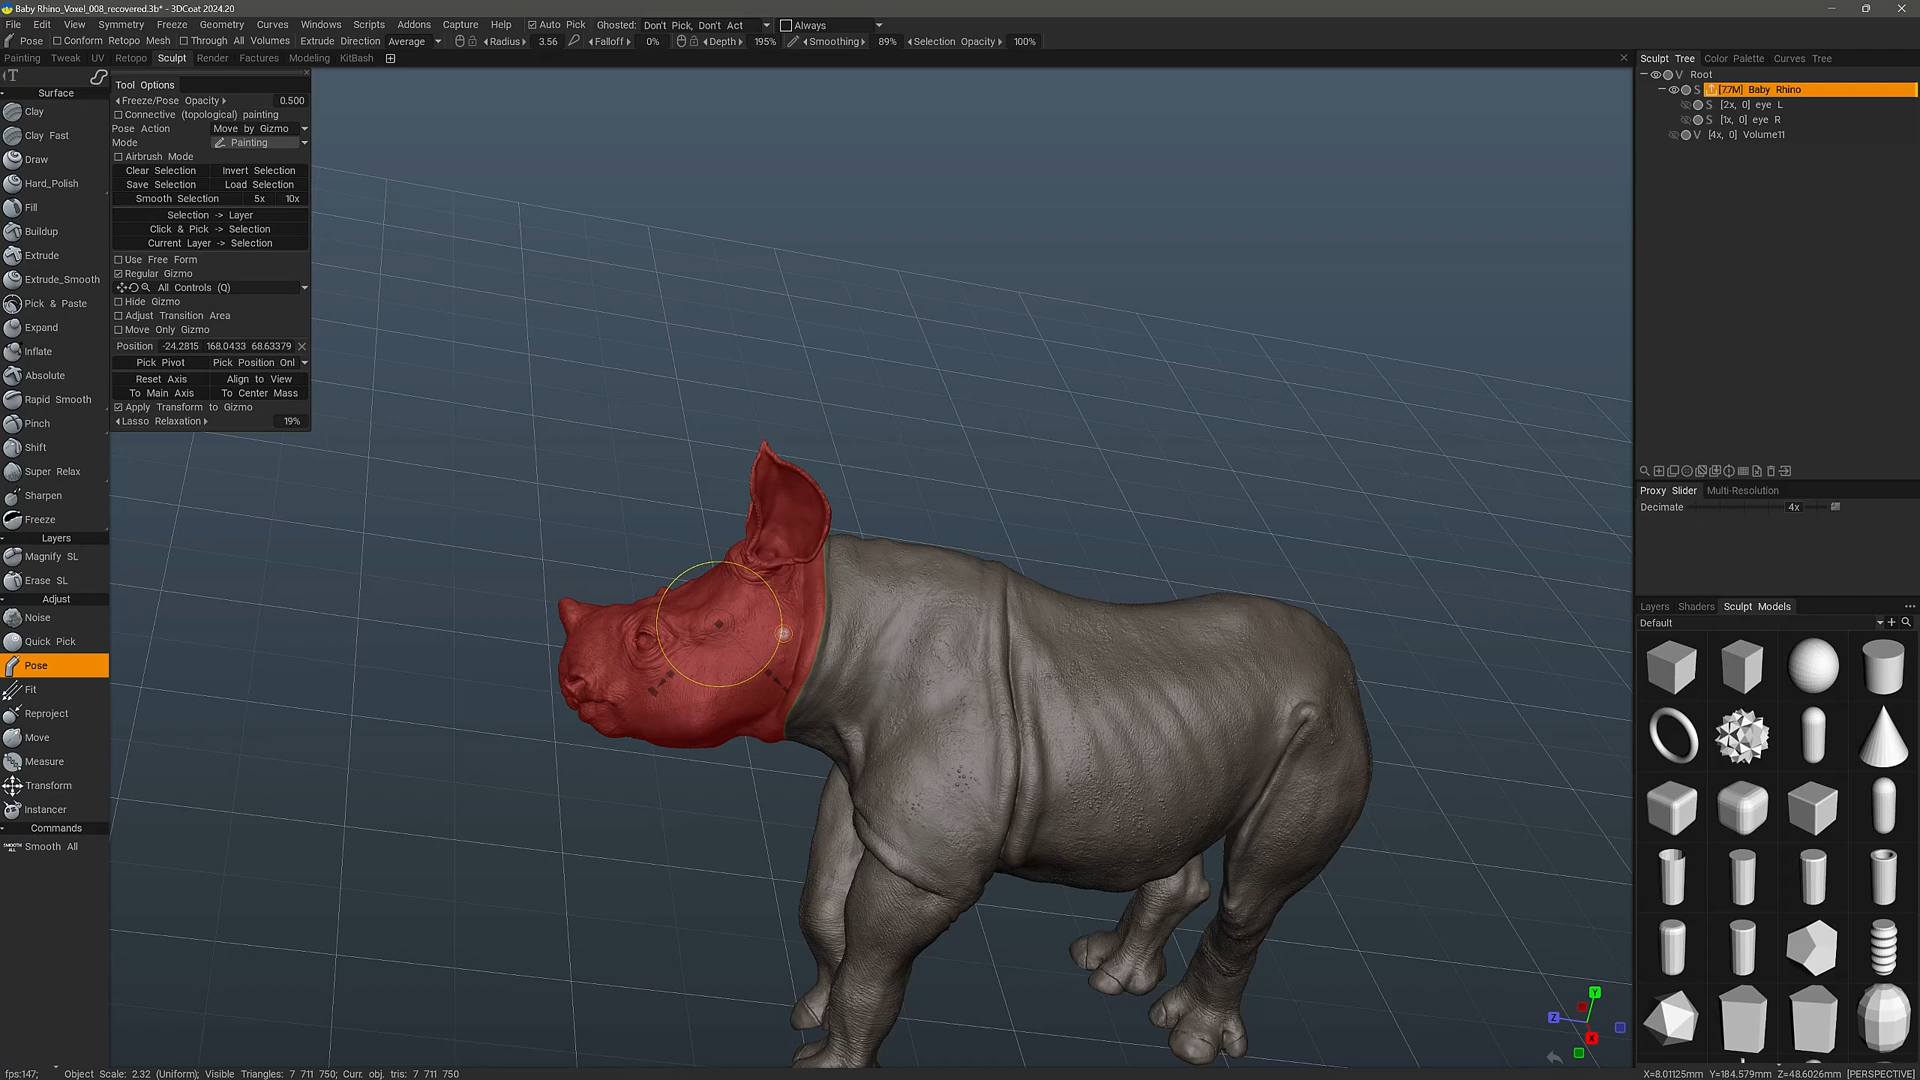 Baby Rhino_Voxel_008_recovered.3b* - 3DCoat 2024.20
File Edit View Symmetry Freeze Geometry Curves Windows Scripts Addons Capture Help Auto Pick Ghosted: Don't Pick, Don't Act Always
Pose Conform Retopo Mesh Through All Volumes Extrude Direction Average Radius 3.56 Falloff 0% Depth 195% Smoothing 89% Selection Opacity 100%
Painting Tweak UV Retopo Sculpt Render Factures Modeling KitBash
T
Surface
Clay
Clay Fast
Draw
Hard_Polish
Fill
Buildup
Extrude
Extrude_Smooth
Pick & Paste
Expand
Inflate
Absolute
Rapid Smooth
Pinch
Shift
Super Relax
Sharpen
Freeze
Layers
Magnify SL
Erase SL
Adjust
Noise
Quick Pick
Pose
Fit
Reproject
Move
Measure
Transform
Instancer
Commands
SMOOTH ALL Smooth All
Tool Options
Freeze/Pose Opacity 0.500
Connective (topological) painting
Pose Action Move by Gizmo
Mode Painting
Airbrush Mode
Clear Selection Invert Selection
Save Selection Load Selection
Smooth Selection 5x 10x
Selection -> Layer
Click & Pick -> Selection
Current Layer -> Selection
Use Free Form
Regular Gizmo
All Controls (Q)
Hide Gizmo
Adjust Transition Area
Move Only Gizmo
Position -24.2815 168.0433 68.63379
Pick Pivot Pick Position Onl
Reset Axis Align to View
To Main Axis To Center Mass
Apply Transform to Gizmo
Lasso Relaxation 19%
Sculpt Tree Color Palette Curves Tree
V Root
S [7.7M] Baby Rhino
S [2x, 0] eye L
S [1x, 0] eye R
V [4x, 0] Volume11
Proxy Slider Multi-Resolution
Decimate 4x
Layers Shaders Sculpt Models
Default
Y
Z
X
fps:147; Object Scale: 2.32 (Uniform); Visible Triangles: 7 711 750; Curr. obj. tris: 7 711 750
X=8.01125mm Y=184.579mm Z=48.6026mm [PERSPECTIVE]